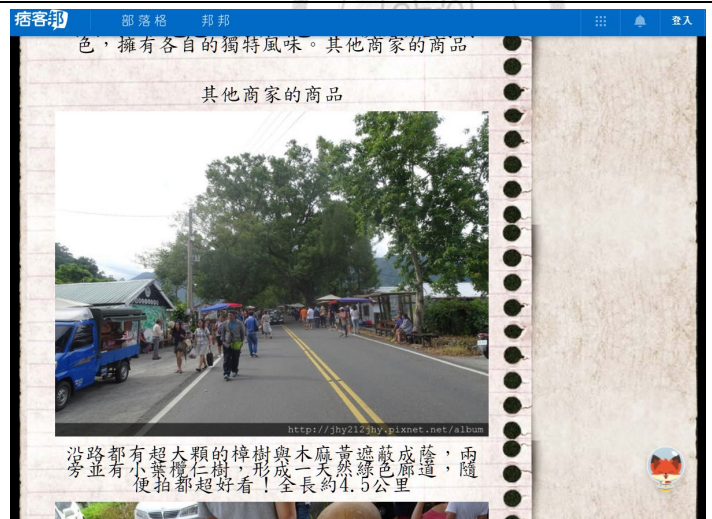 痞客邦 部落格 邦邦 登入
色，擁有各自的獨特風味。其他商家的商品
其他商家的商品
http://jhy212jhy.pixnet.net/album
沿路都有超大顆的樟樹與木麻黃遮蔽成蔭，兩
旁並有小葉欖仁樹，形成一天然綠色廊道，隨
便拍都超好看！全長約4.5公里